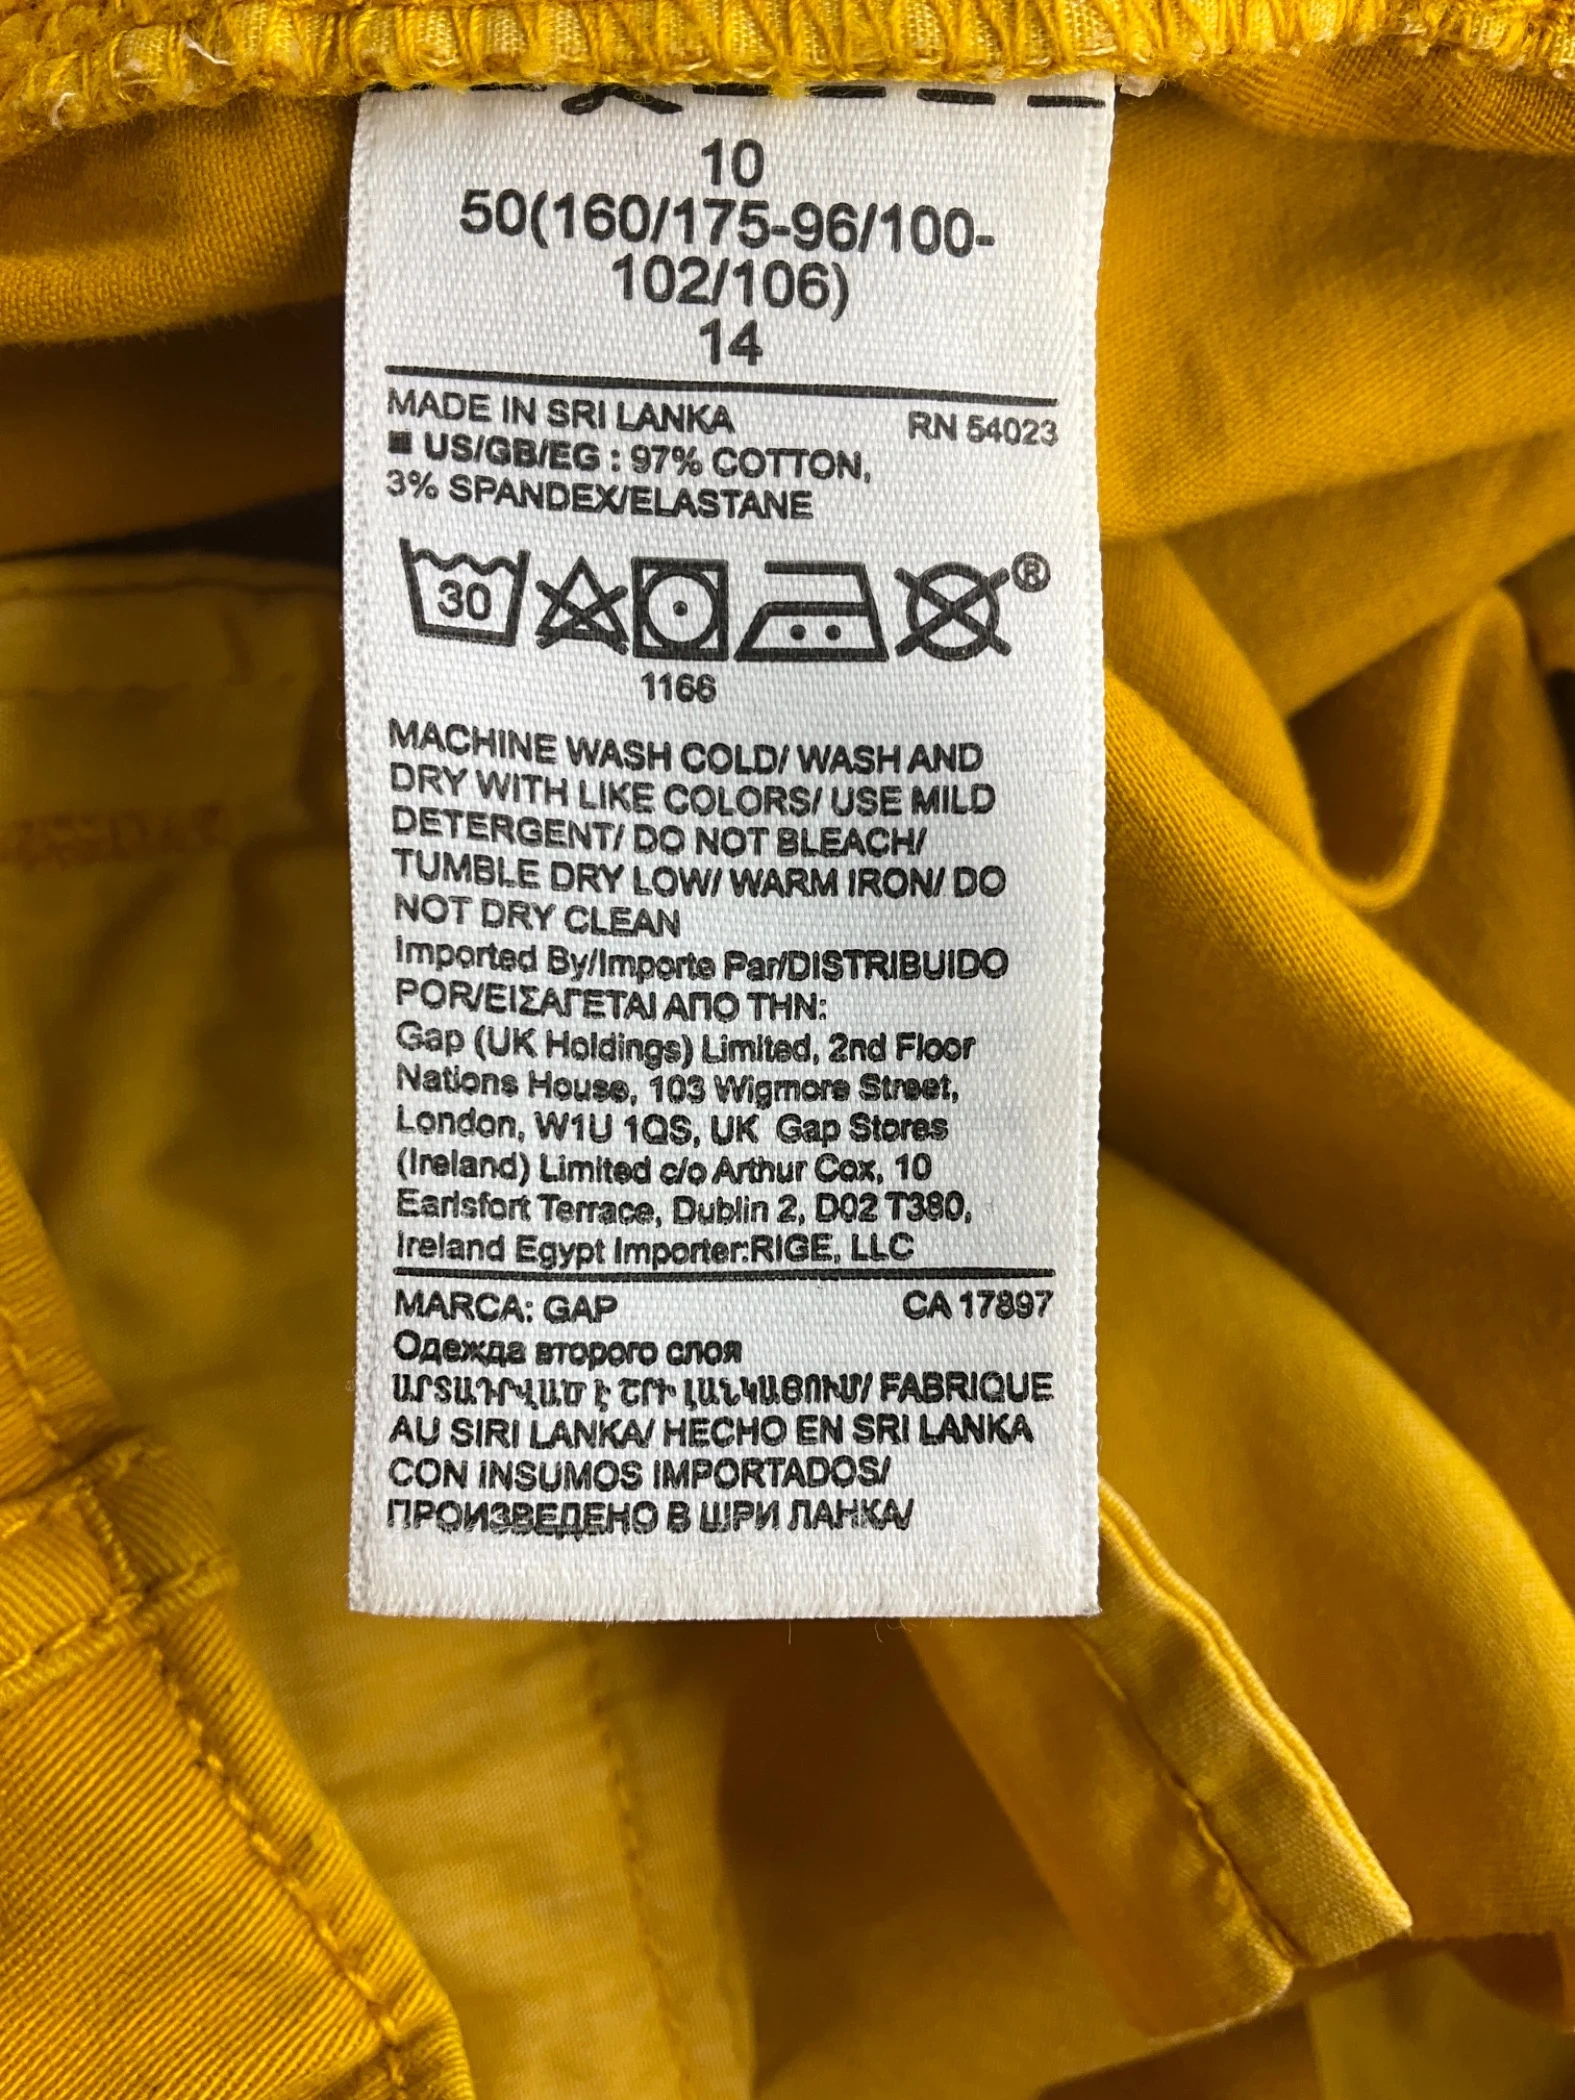 10
50(160/175-96/100-
102/106)
14
MADE IN SRI LANKA RN 54023
■ US/GB/EG : 97% COTTON,
3% SPANDEX/ELASTANE
30 ®
1166
MACHINE WASH COLD/ WASH AND
DRY WITH LIKE COLORS/ USE MILD
DETERGENT/ DO NOT BLEACH/
TUMBLE DRY LOW/ WARM IRON/ DO
NOT DRY CLEAN
Imported By/Importe Par/DISTRIBUIDO
POR/ΕΙΣΑΓΕΤΑΙ ΑΠΟ ΤΗΝ:
Gap (UK Holdings) Limited, 2nd Floor
Nations House, 103 Wigmore Street,
London, W1U 1QS, UK Gap Stores
(Ireland) Limited c/o Arthur Cox, 10
Earlsfort Terrace, Dublin 2, D02 T380,
Ireland Egypt Importer:RIGE, LLC
MARCA: GAP CA 17897
Одежда второго слоя
ԱՐՏԱԴՐՎԱԾ Է ՇՐԻ ԼԱՆԿԱՅՈՒՄ/ FABRIQUE
AU SIRI LANKA/ HECHO EN SRI LANKA
CON INSUMOS IMPORTADOS/
ПРОИЗВЕДЕНО В ШРИ ЛАНКА/